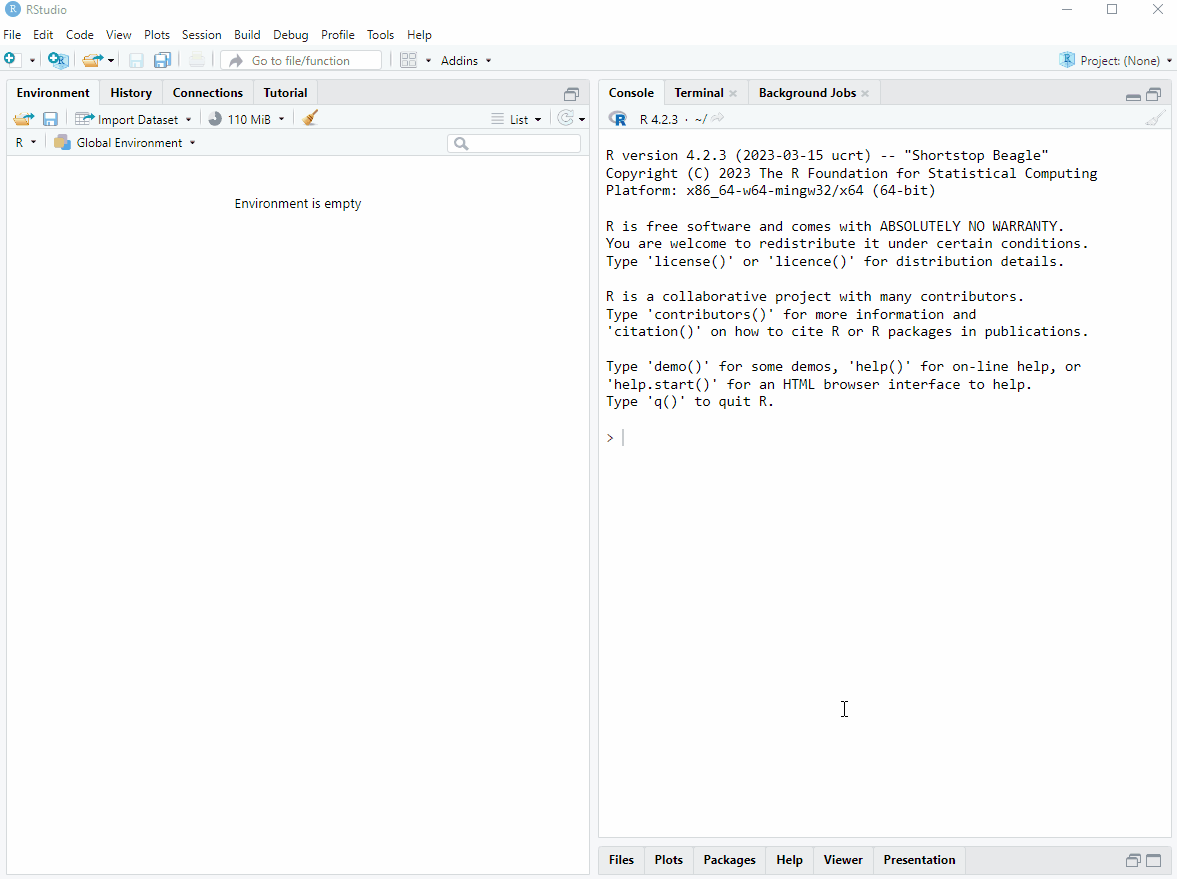 RStudio
File Edit Code View Plots Session Build Debug Profile Tools Help
Go to file/function Addins Project: (None)
Environment History Connections Tutorial
Import Dataset 110 MiB List
R Global Environment
Environment is empty
Console Terminal Background Jobs
R 4.2.3 · ~/
R version 4.2.3 (2023-03-15 ucrt) -- "Shortstop Beagle"
Copyright (C) 2023 The R Foundation for Statistical Computing
Platform: x86_64-w64-mingw32/x64 (64-bit)
R is free software and comes with ABSOLUTELY NO WARRANTY.
You are welcome to redistribute it under certain conditions.
Type 'license()' or 'licence()' for distribution details.
R is a collaborative project with many contributors.
Type 'contributors()' for more information and
'citation()' on how to cite R or R packages in publications.
Type 'demo()' for some demos, 'help()' for on-line help, or
'help.start()' for an HTML browser interface to help.
Type 'q()' to quit R.
>
Files Plots Packages Help Viewer Presentation